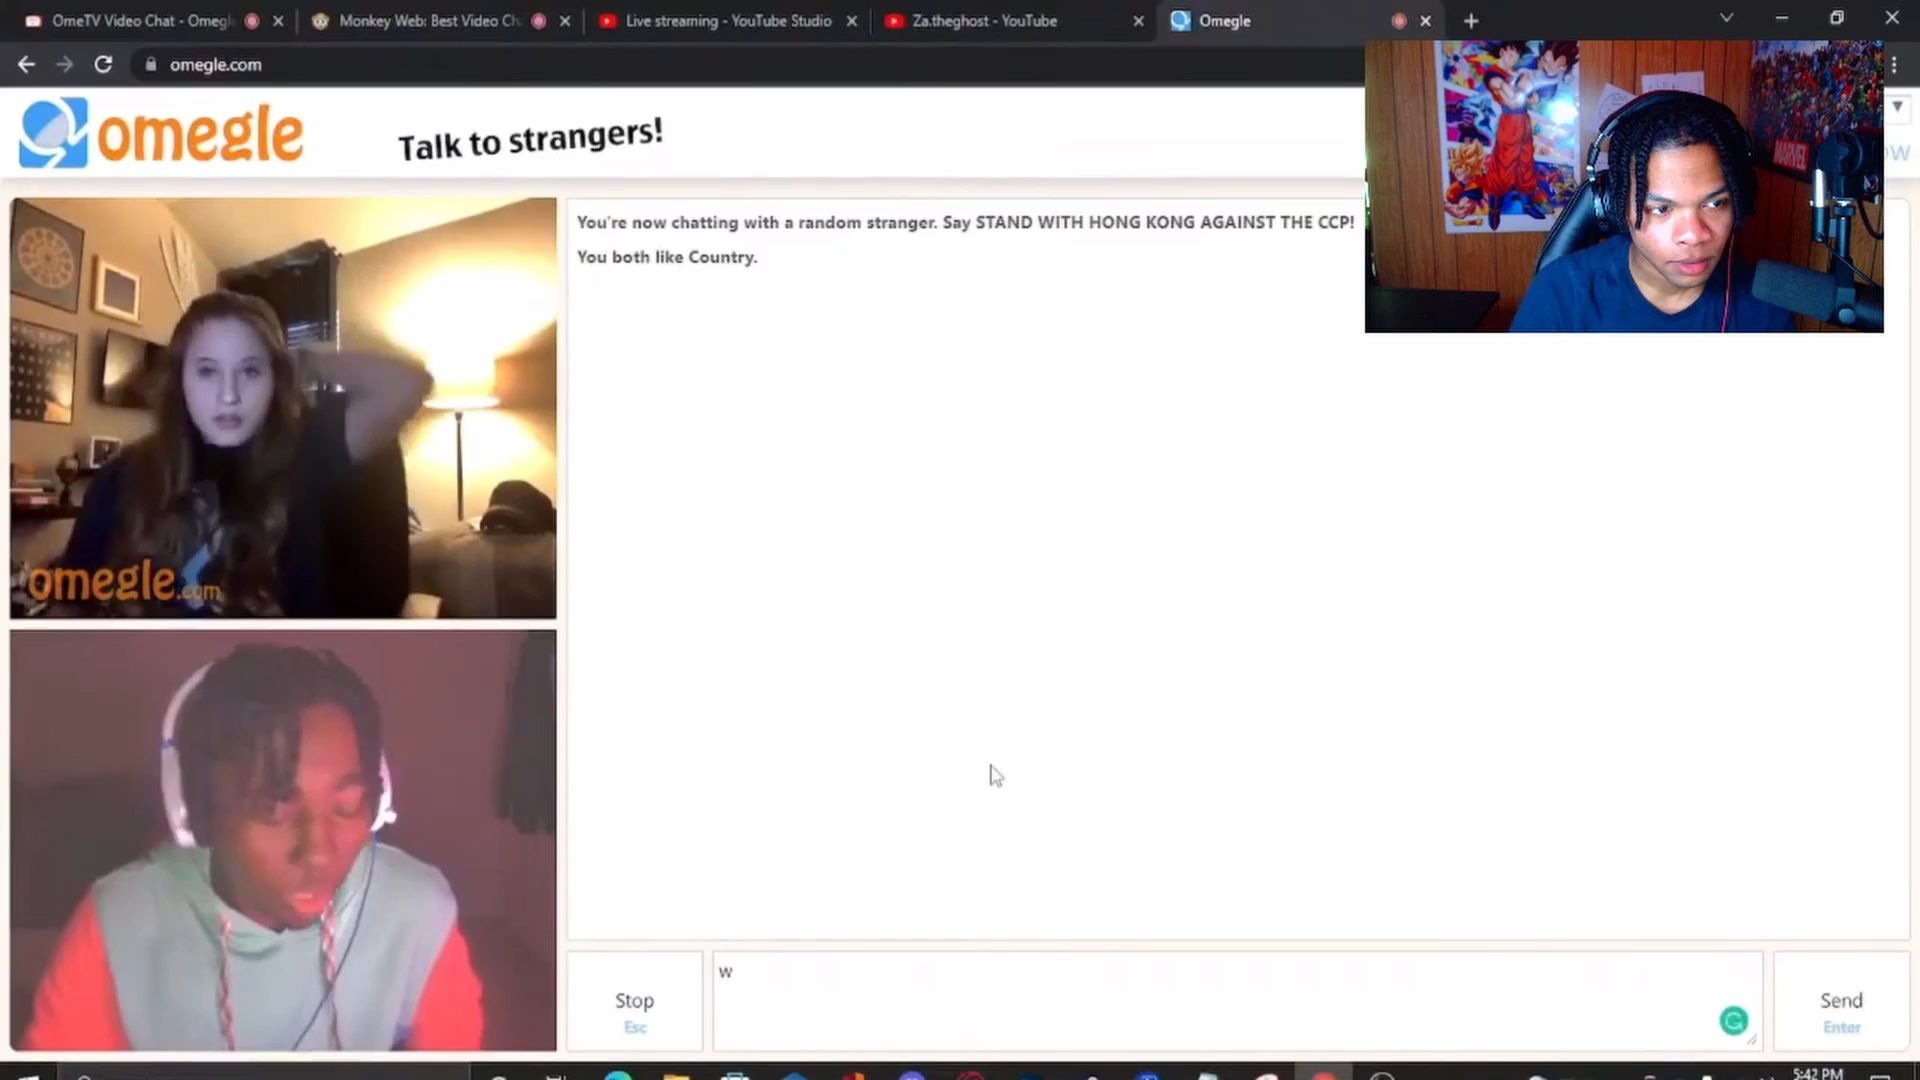 OmeTV Video Chat - Omegl
Monkey Web: Best Video Ch
Live streaming - YouTube Studio
Za.theghost - YouTube
Omegle
omegle.com
omegle
Talk to strangers!
MARVEL
You're now chatting with a random stranger. Say STAND WITH HONG KONG AGAINST THE CCP!
You both like Country.
omegle.com
w
Stop
Esc
Send
Enter
5:42 PM